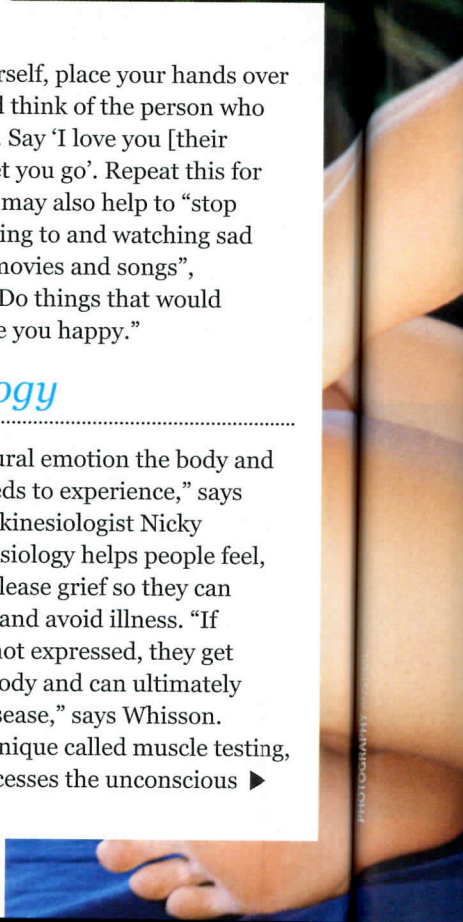 rself, place your hands over
l think of the person who
. Say ‘I love you [their
et you go’. Repeat this for
may also help to “stop
ing to and watching sad
novies and songs”,
Do things that would
e you happy.”
ogy
ural emotion the body and
eds to experience,” says
kinesiologist Nicky
siology helps people feel,
lease grief so they can
and avoid illness. “If
not expressed, they get
ody and can ultimately
sease,” says Whisson.
nique called muscle testing,
cesses the unconscious ▶
PHOTOGRAPHY